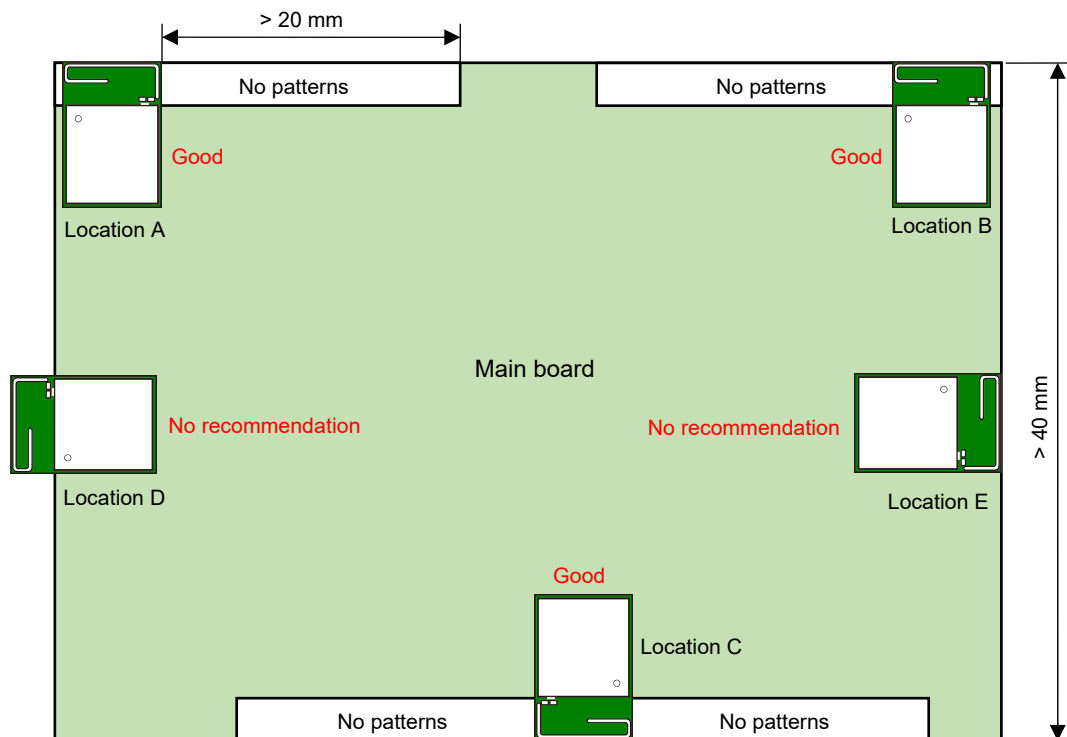 > 20 mm
No patterns
No patterns
Good
Good
Location A
Location B
Main board
> 40 mm
No recommendation
No recommendation
Location D
Location E
Good
Location C
No patterns
No patterns